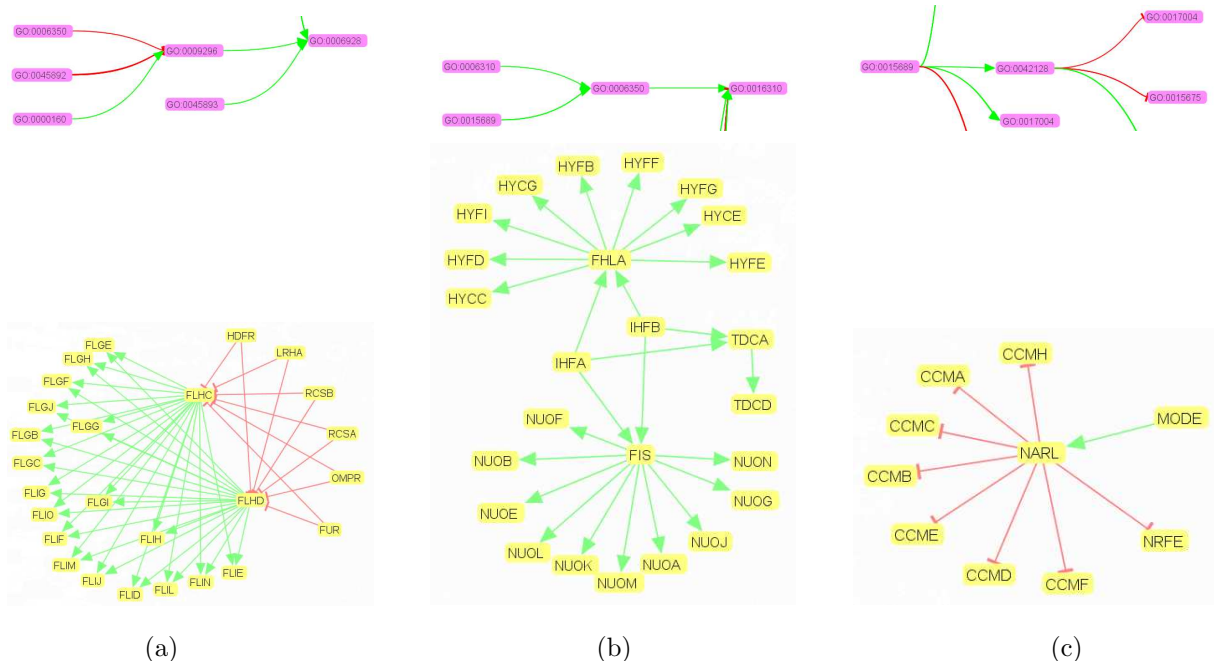 GO:0006350
GO:0009296
GO:0006928
GO:0045892
GO:0045893
GO:0000160
GO:0006310
GO:0006350
GO:0016310
GO:0015689
GO:0017004
GO:0015689
GO:0042128
GO:0015675
GO:0017004
HDFR
LRHA
FLGE
FLGH
FLGF
FLHC
RCSB
FLGJ
FLGG
FLGB
RCSA
FLGC
OMPR
FLIG
FLGI
FLHD
FLIO
FUR
FLIF
FLIH
FLIM
FLIJ
FLIE
FLIN
FLIL
FLID
HYFB
HYFF
HYCG
HYFG
HYFI
HYCE
HYFD
FHLA
HYFE
HYCC
IHFB
TDCA
IHFA
TDCD
NUOF
NUOB
FIS
NUON
NUOG
NUOE
NUOJ
NUOL
NUOK
NUOA
NUOM
CCMH
CCMA
MODE
CCMC
NARL
CCMB
CCME
NRFE
CCMD
CCMF
(a)
(b)
(c)